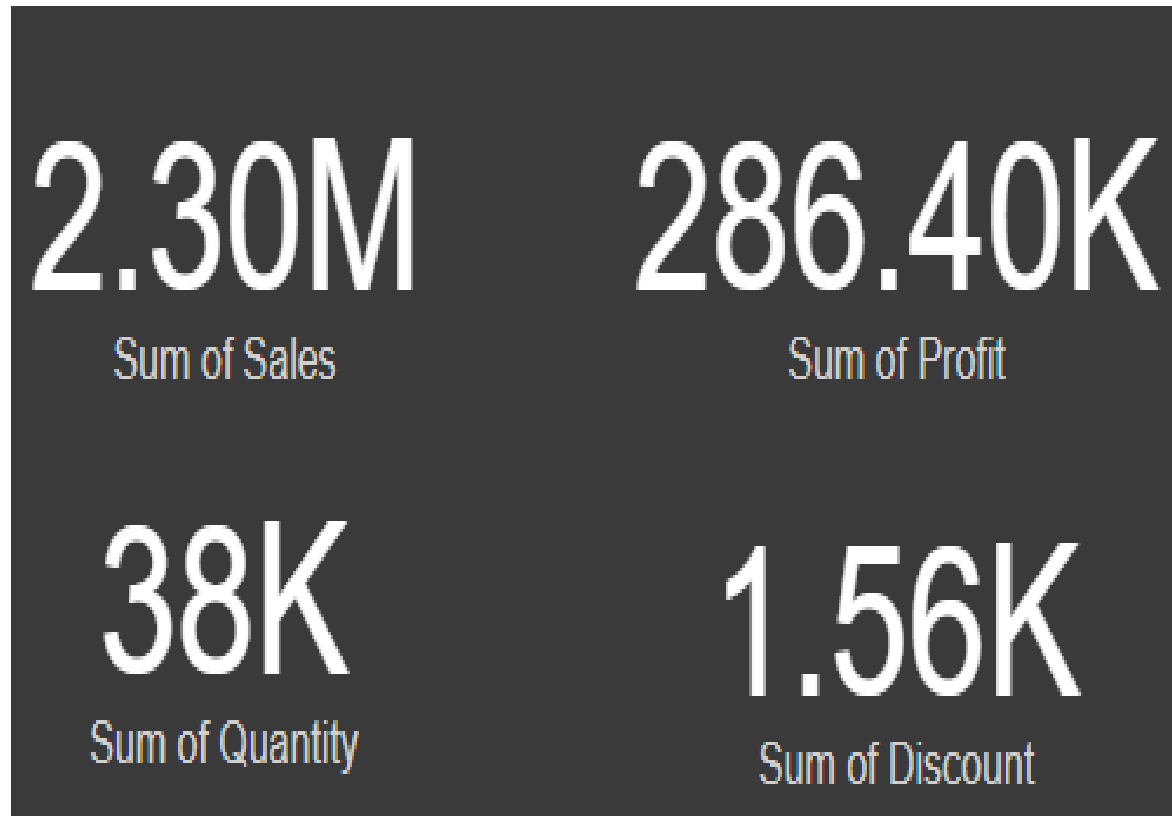 2.30M
Sum of Sales
286.40K
Sum of Profit
38K
Sum of Quantity
1.56K
Sum of Discount